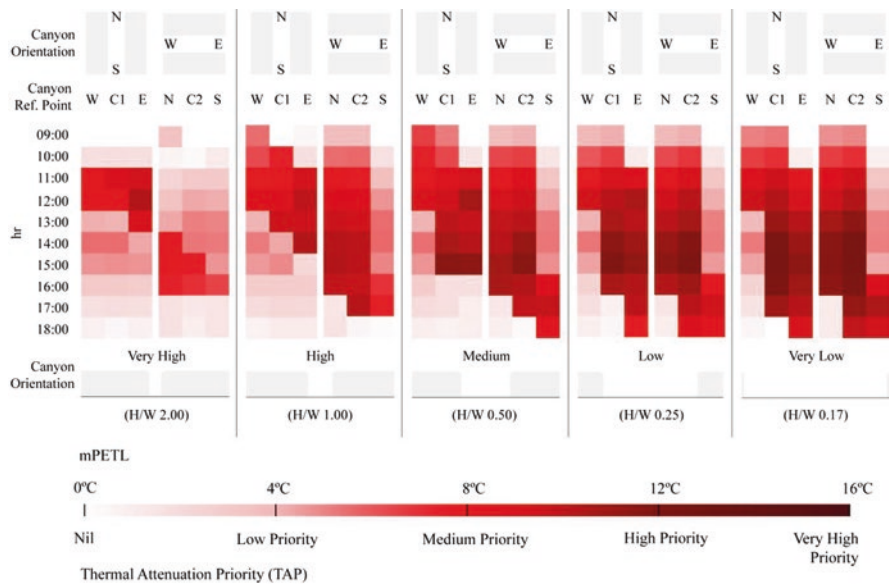 N N N N N
Canyon Orientation W E W E W E W E W E
S S S S S
Canyon Ref. Point W C1 E N C2 S W C1 E N C2 S W C1 E N C2 S W C1 E N C2 S W C1 E N C2 S
09:00
10:00
11:00
12:00
hr
13:00
14:00
15:00
16:00
17:00
18:00
Very High High Medium Low Very Low
Canyon Orientation
(H/W 2.00) (H/W 1.00) (H/W 0.50) (H/W 0.25) (H/W 0.17)
mPETL
0ºC 4ºC 8ºC 12ºC 16ºC
Nil Low Priority Medium Priority High Priority Very High Priority
Thermal Attenuation Priority (TAP)